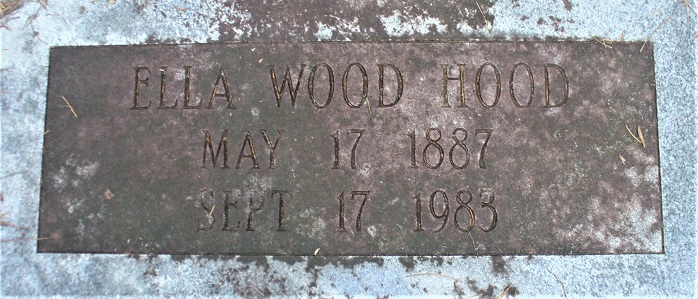 ELLA WOOD HOOD
MAY 17 1887
SEPT 17 1983